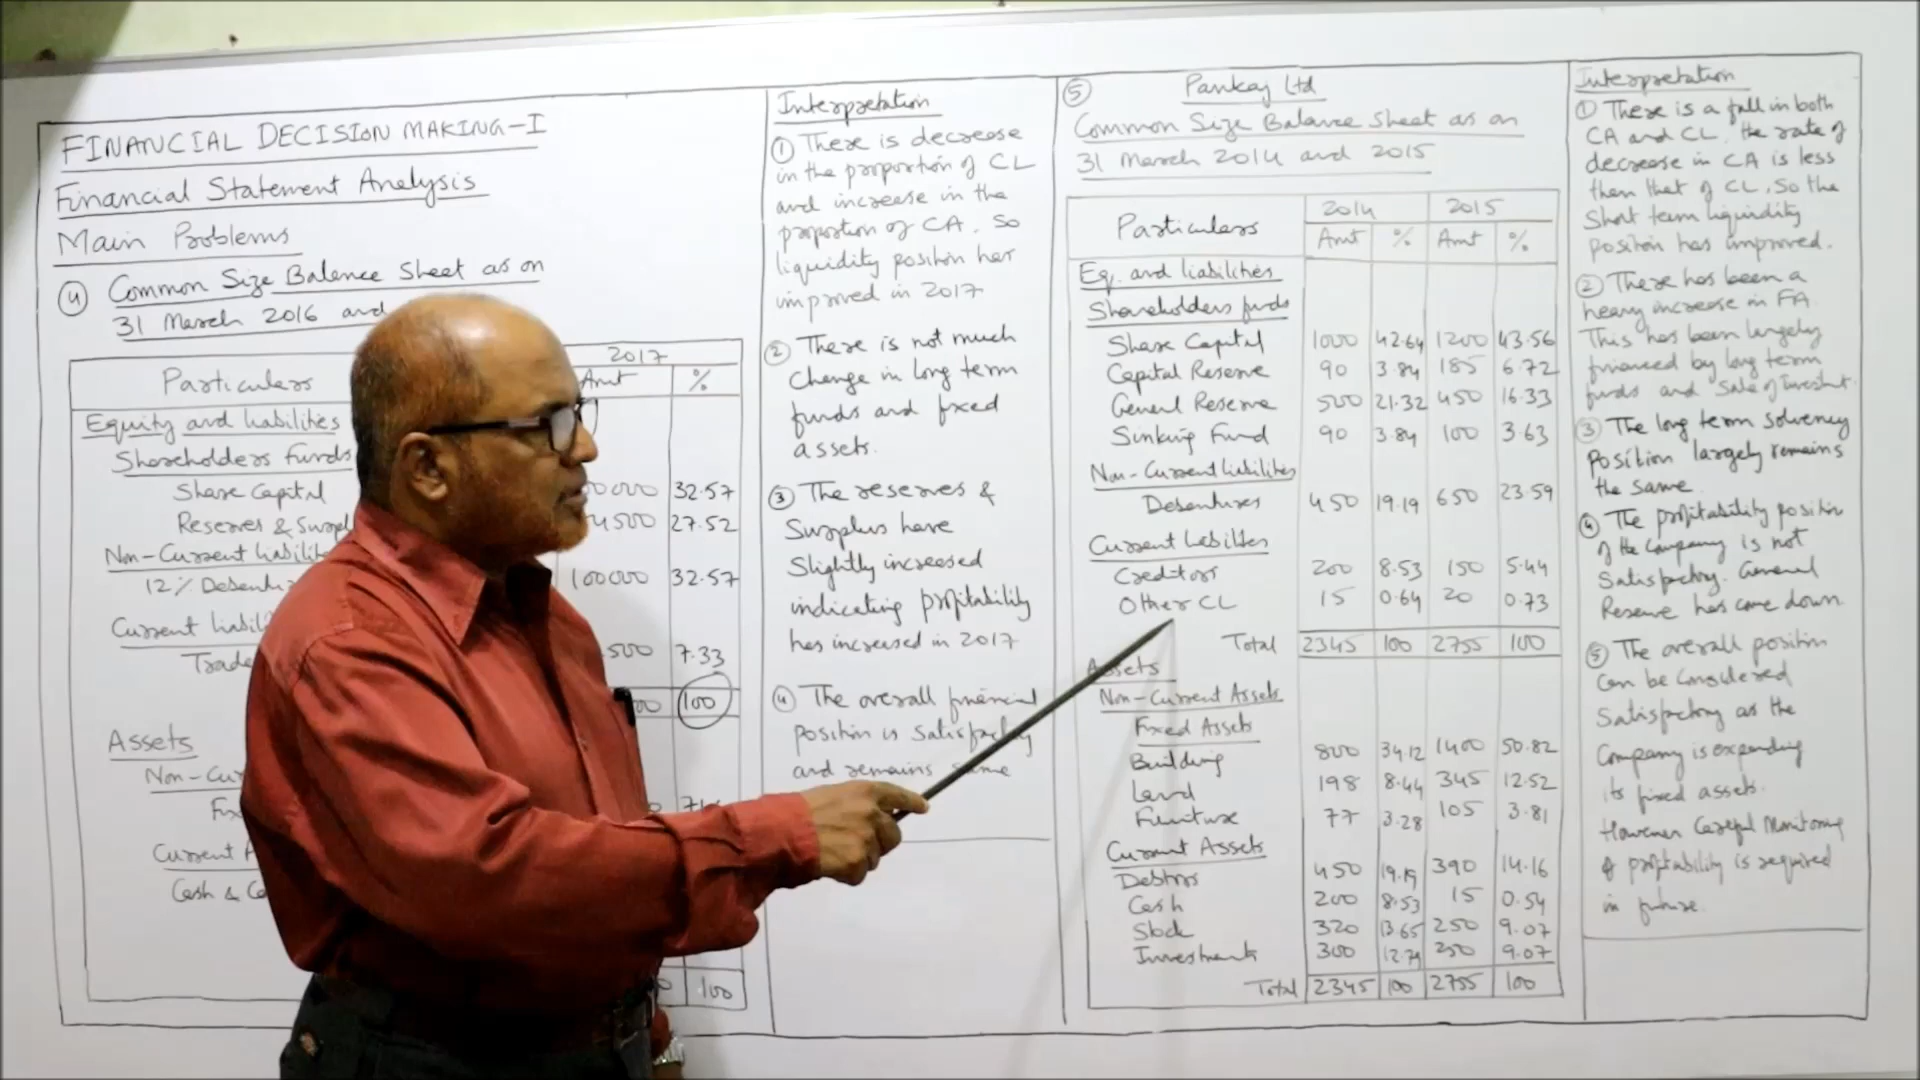 FINANCIAL DECISION MAKING-I
Financial Statement Analysis
Main Problems
④ Common Size Balance Sheet as on
31 March 2016 and
2017
Particulars Amt %
Equity and liabilities
Shareholders funds
Share Capital 32.57
Reserves & Surpl 27.52
Non-Current liabilit
12% Debentu 100000 32.57
Current liabil
Trade 7.33
100
Assets
Non-Cur
Fix
Current A
Cash & Ca
100
Interpretation
① There is decrease
in the proportion of CL
and increase in the
proportion of CA. So
liquidity position has
improved in 2017
② There is not much
change in long term
funds and fixed
assets.
③ The reserves &
Surplus have
Slightly increased
indicating profitability
has increased in 2017
④ The overall financial
position is satisfactory
and remains same
⑤ Pankaj Ltd
Common Size Balance Sheet as on
31 March 2014 and 2015
2014 2015
Particulars Amt % Amt %
Eq. and liabilities
Shareholders funds
Share Capital 1000 42.64 1200 43.56
Capital Reserve 90 3.84 185 6.72
General Reserve 500 21.32 450 16.33
Sinking Fund 90 3.84 100 3.63
Non-Current liabilities
Debentures 450 19.19 650 23.59
Current liabilities
Creditors 200 8.53 150 5.44
Other CL 15 0.64 20 0.73
Total 2345 100 2755 100
Assets
Non-Current Assets
Fixed Assets
Building 800 34.12 1400 50.82
Land 198 8.44 345 12.52
Furniture 77 3.28 105 3.81
Current Assets
Debtors 450 19.19 390 14.16
Cash 200 8.53 15 0.54
Stock 320 13.65 250 9.07
Investments 300 12.79 250 9.07
Total 2345 100 2755 100
Interpretation
① There is a fall in both
CA and CL. the rate of
decrease in CA is less
than that of CL. So the
Short term liquidity
position has improved.
② There has been a
heavy increase in FA
This has been largely
financed by long term
funds and Sale of Investnt.
③ The long term solvency
Position largely remains
the same
④ The profitability position
of the Company is not
Satisfactory. General
Reserve has come down.
⑤ The overall position
Can be Considered
Satisfactory as the
Company is expanding
its fixed assets.
However Careful Monitoring
of profitability is required
in future.